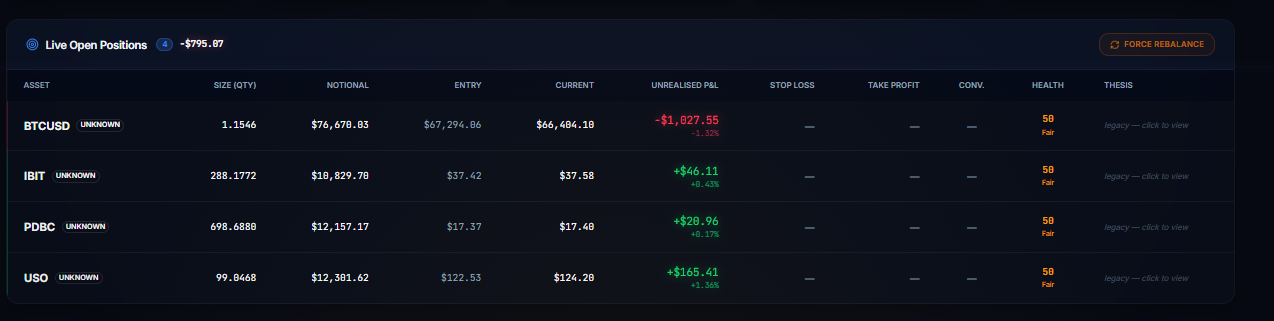 Live Open Positions 4 -$795.07 FORCE REBALANCE
ASSET SIZE (QTY) NOTIONAL ENTRY CURRENT UNREALISED P&L STOP LOSS TAKE PROFIT CONV. HEALTH THESIS
BTCUSD UNKNOWN 1.1546 $76,670.03 $67,294.06 $66,404.10 -$1,027.55 — — — 50 legacy — click to view
-1.32% Fair
IBIT UNKNOWN 288.1772 $10,829.70 $37.42 $37.58 +$46.11 — — — 50 legacy — click to view
+0.43% Fair
PDBC UNKNOWN 698.6880 $12,157.17 $17.37 $17.40 +$20.96 — — — 50 legacy — click to view
+0.17% Fair
USO UNKNOWN 99.0468 $12,301.62 $122.53 $124.20 +$165.41 — — — 50 legacy — click to view
+1.36% Fair